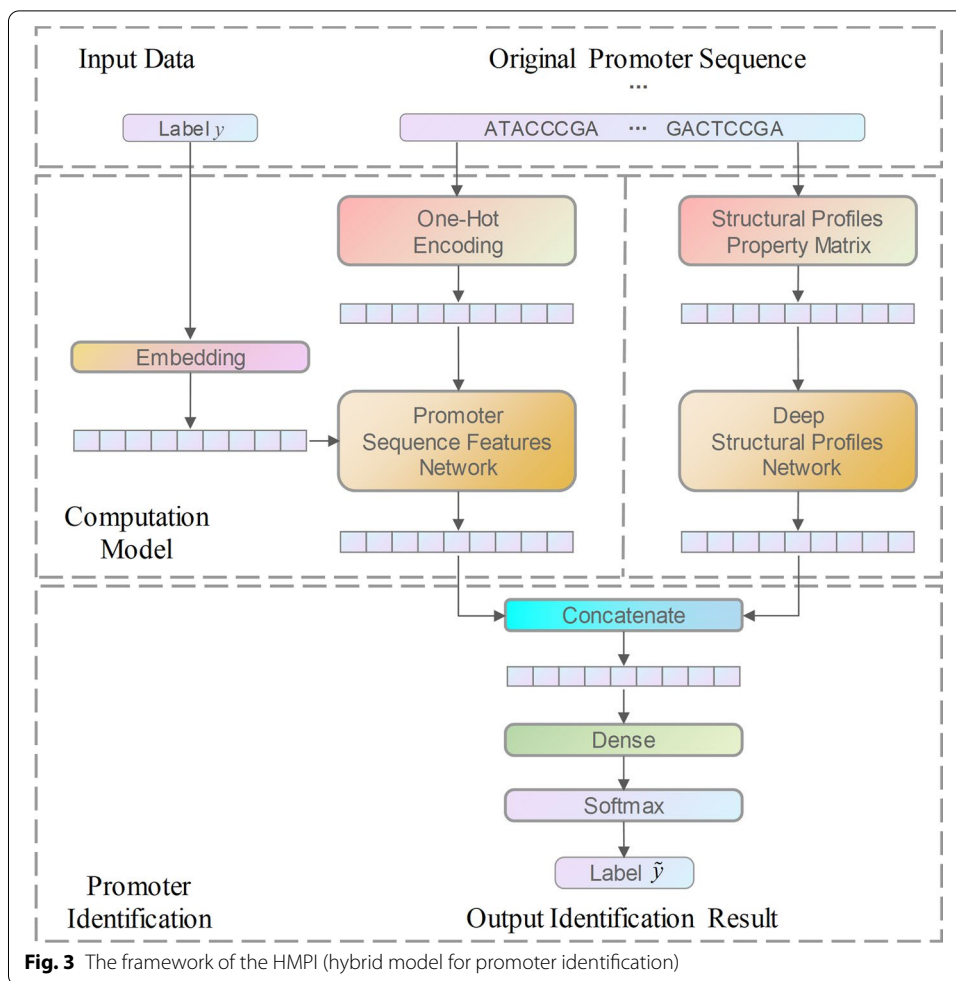 Input Data
Original Promoter Sequence
...
Label y
ATACCCGA ... GACTCCGA
One-Hot
Encoding
Structural Profiles
Property Matrix
Embedding
Promoter
Sequence Features
Network
Deep
Structural Profiles
Network
Computation
Model
Concatenate
Dense
Softmax
Label ỹ
Promoter
Identification
Output Identification Result
Fig. 3 The framework of the HMPI (hybrid model for promoter identification)